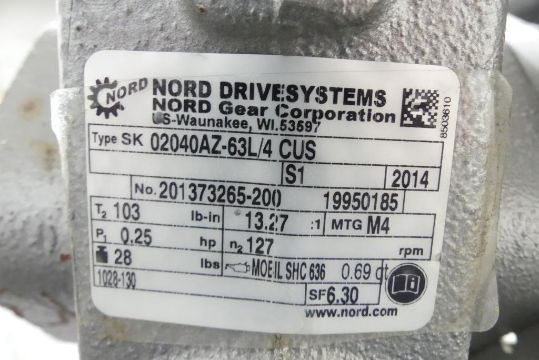 NORD NORD DRIVESYSTEMS
NORD Gear Corporation
US-Waunakee, WI.53597
8503610
Type SK 02040AZ-63L/4 CUS
S1 2014
No. 201373265-200 19950185
T2 103 lb-in 13.27 :1 MTG M4
P1 0.25 hp n2 127 rpm
28 lbs MOBIL SHC 636 0.69 qt
1028-130 SF 6.30
www.nord.com